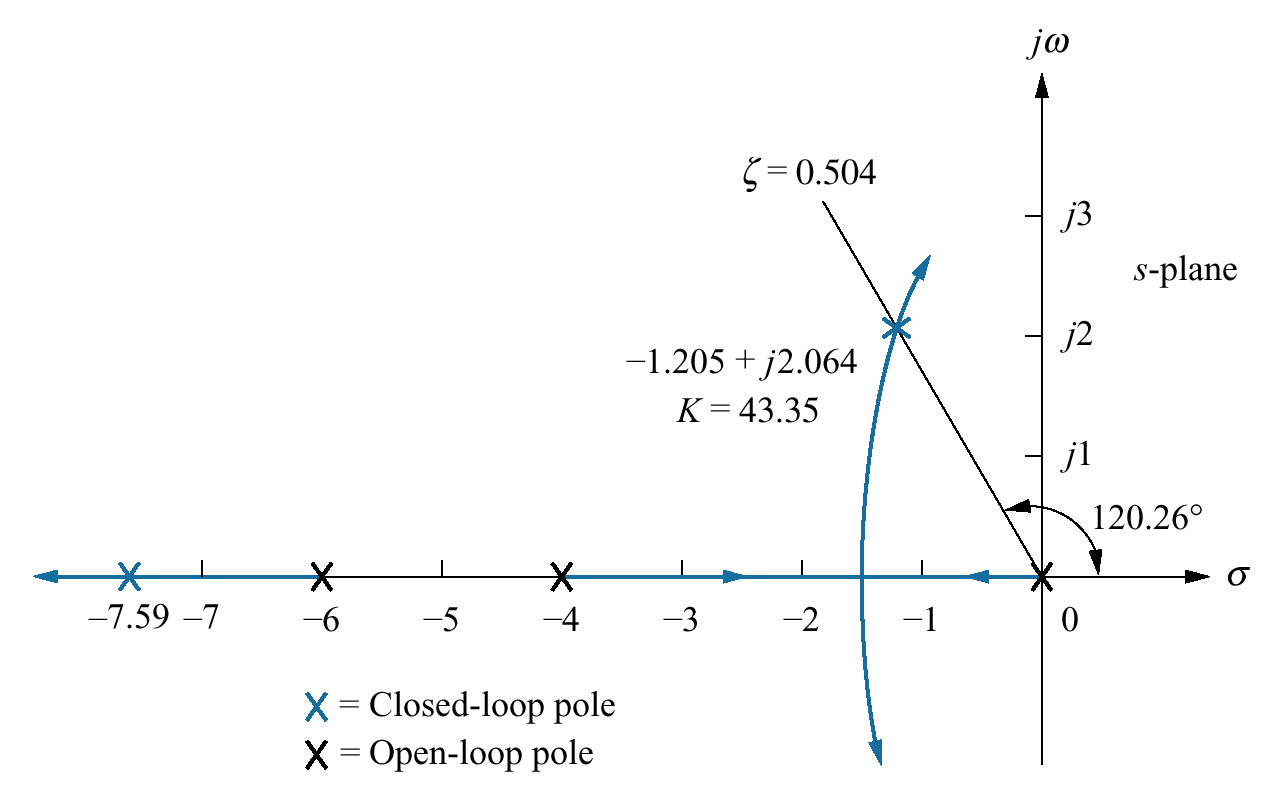 jω
ζ = 0.504
j3
s-plane
j2
−1.205 + j2.064
K = 43.35
j1
120.26°
σ
−7.59 −7 −6 −5 −4 −3 −2 −1 0
X = Closed-loop pole
X = Open-loop pole